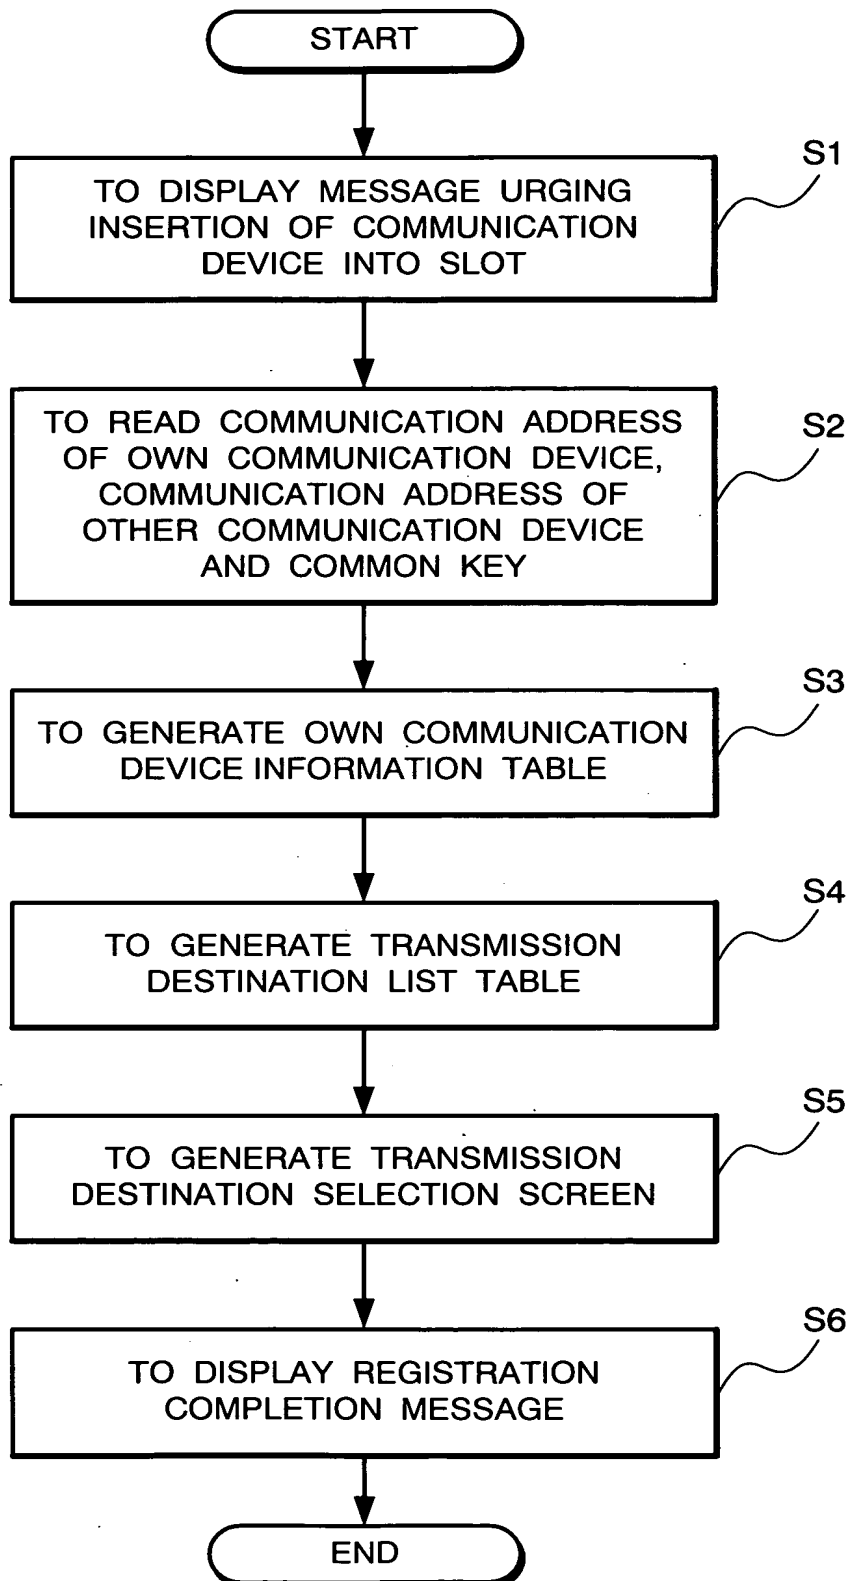 START
S1
TO DISPLAY MESSAGE URGING
INSERTION OF COMMUNICATION
DEVICE INTO SLOT
S2
TO READ COMMUNICATION ADDRESS
OF OWN COMMUNICATION DEVICE,
COMMUNICATION ADDRESS OF
OTHER COMMUNICATION DEVICE
AND COMMON KEY
S3
TO GENERATE OWN COMMUNICATION
DEVICE INFORMATION TABLE
S4
TO GENERATE TRANSMISSION
DESTINATION LIST TABLE
S5
TO GENERATE TRANSMISSION
DESTINATION SELECTION SCREEN
S6
TO DISPLAY REGISTRATION
COMPLETION MESSAGE
END